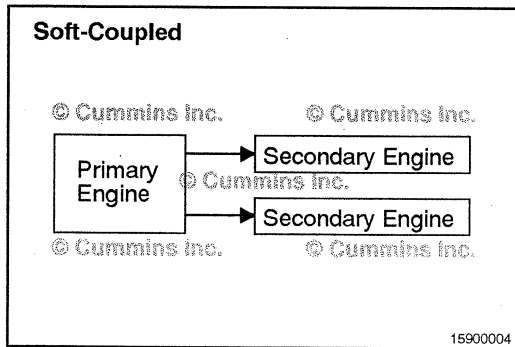 Soft-Coupled
© Cummins Inc.
© Cummins Inc.
Primary
Engine
Secondary Engine
© Cummins Inc.
Secondary Engine
© Cummins Inc.
© Cummins Inc.
15900004